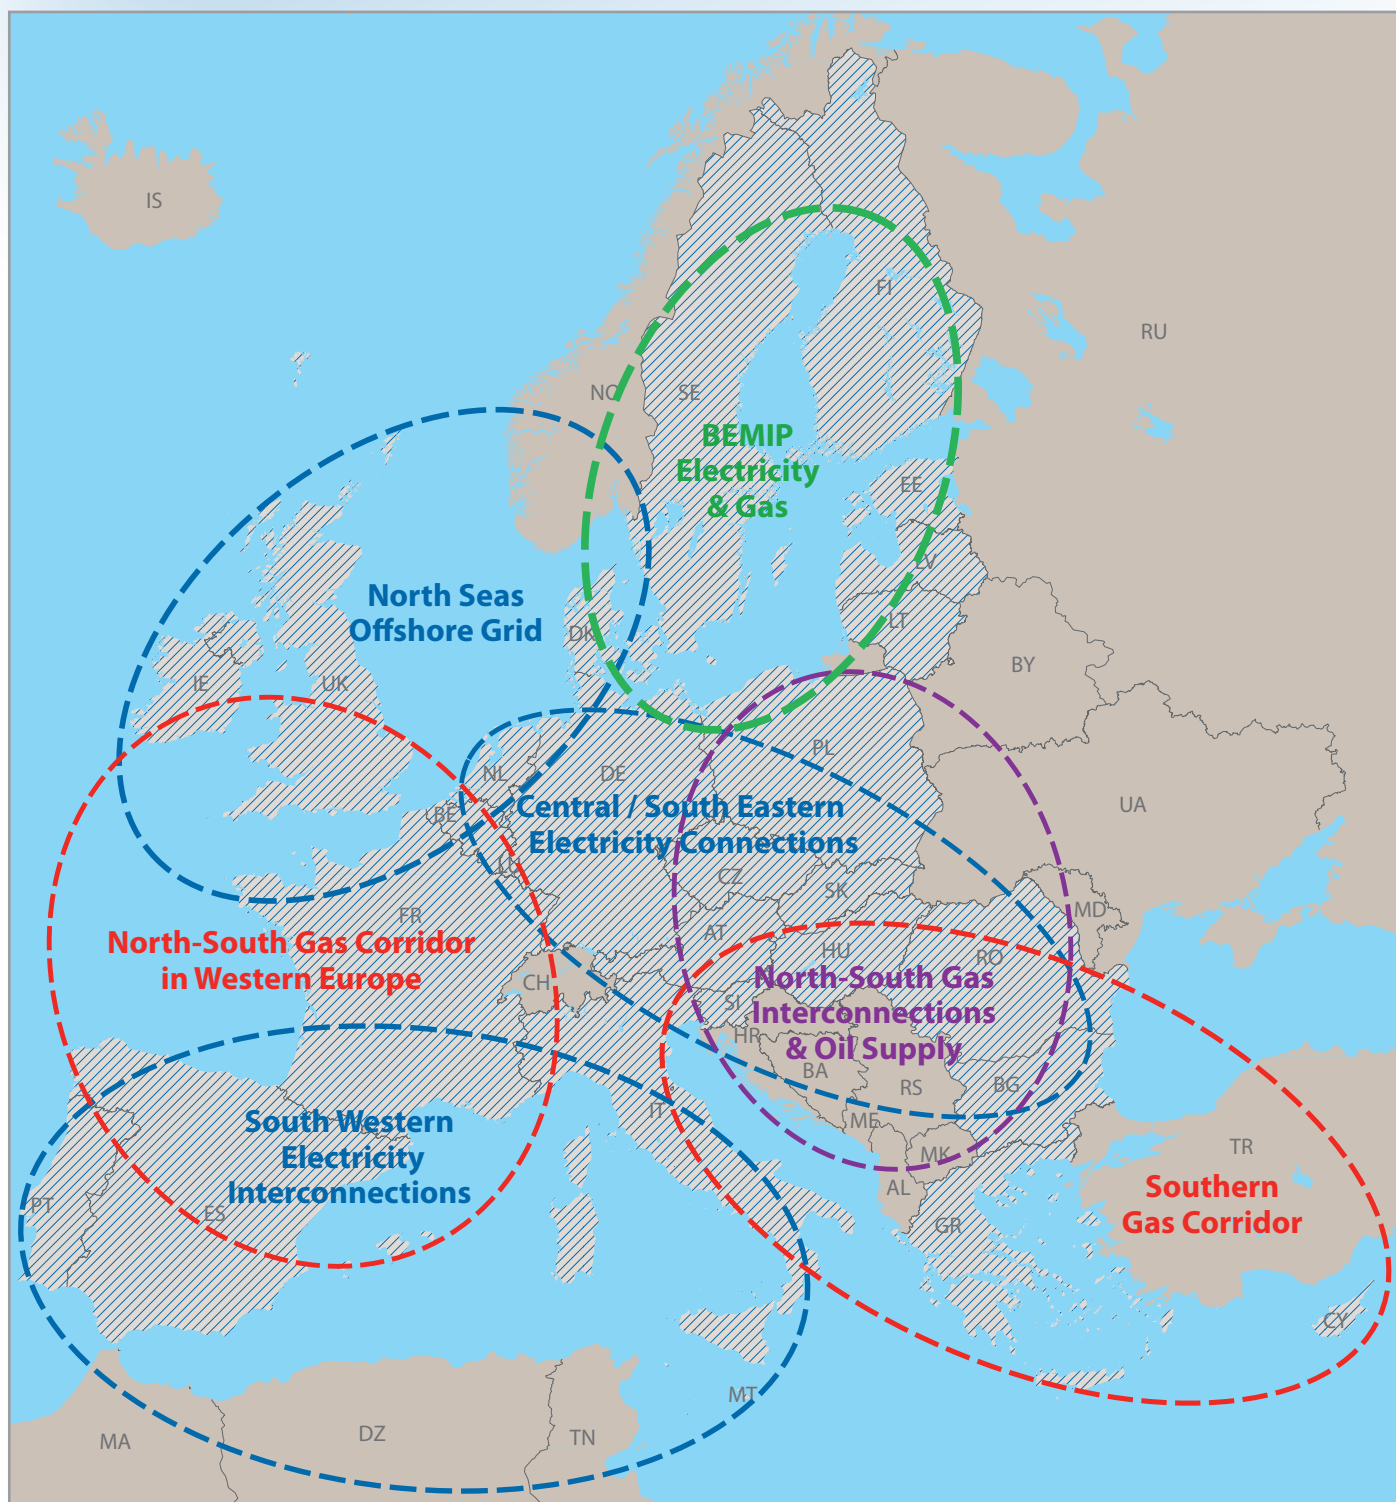 IS
RU
FI
NO
SE
BEMIP
Electricity
& Gas
EE
LV
North Seas
Offshore Grid
DK
LT
BY
IE
UK
PL
NL
DE
UA
BE
Central / South Eastern
Electricity Connections
LU
CZ
SK
FR
MD
AT
North-South Gas Corridor
in Western Europe
HU
RO
CH
North-South Gas
Interconnections
& Oil Supply
SI
HR
BA
RS
BG
IT
ME
South Western
Electricity
Interconnections
TR
MK
AL
Southern
Gas Corridor
PT
ES
GR
CY
MT
MA
DZ
TN